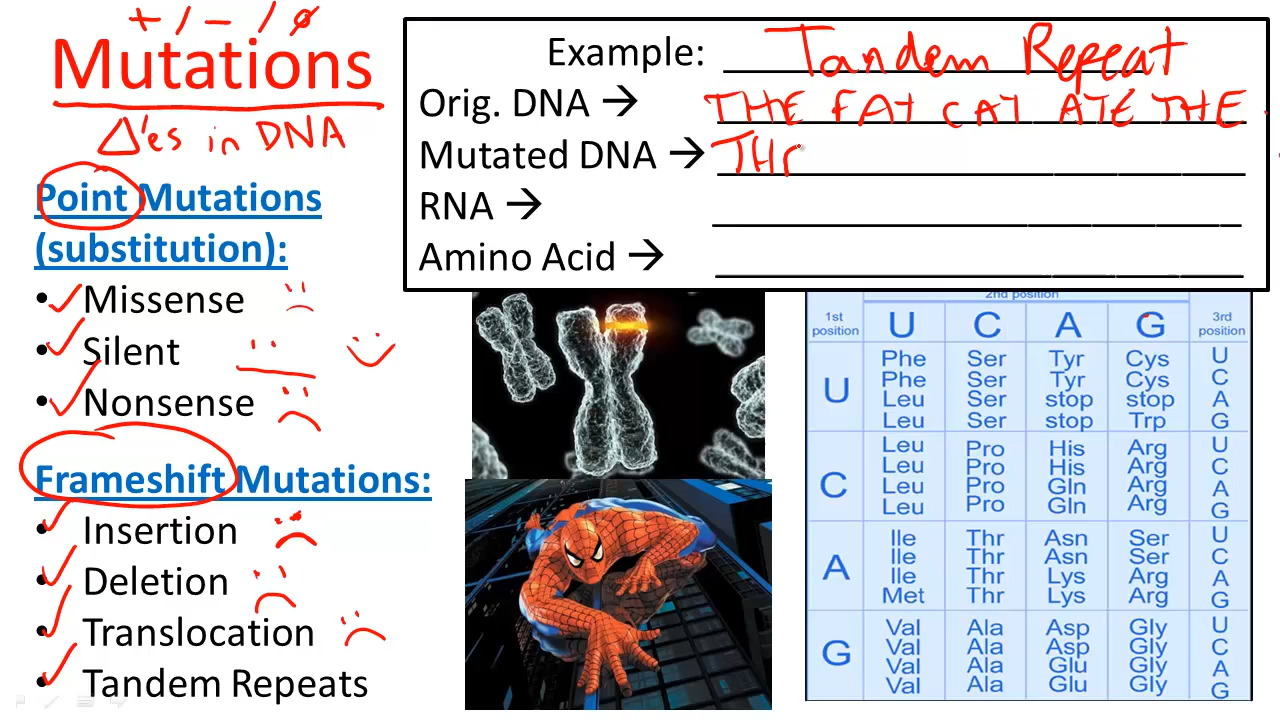 + / - / ø
Mutations
Δ'es in DNA
Point Mutations
(substitution):
• Missense
• Silent
• Nonsense
Frameshift Mutations:
• Insertion
• Deletion
• Translocation
• Tandem Repeats
Example: Tandem Repeat
Orig. DNA → THE FAT CAT ATE THE
Mutated DNA → TH
RNA →
Amino Acid →
2nd position
1st position U C A G 3rd position
U Phe Ser Tyr Cys U
Phe Ser Tyr Cys C
Leu Ser stop stop A
Leu Ser stop Trp G
C Leu Pro His Arg U
Leu Pro His Arg C
Leu Pro Gln Arg A
Leu Pro Gln Arg G
A Ile Thr Asn Ser U
Ile Thr Asn Ser C
Ile Thr Lys Arg A
Met Thr Lys Arg G
G Val Ala Asp Gly U
Val Ala Asp Gly C
Val Ala Glu Gly A
Val Ala Glu Gly G